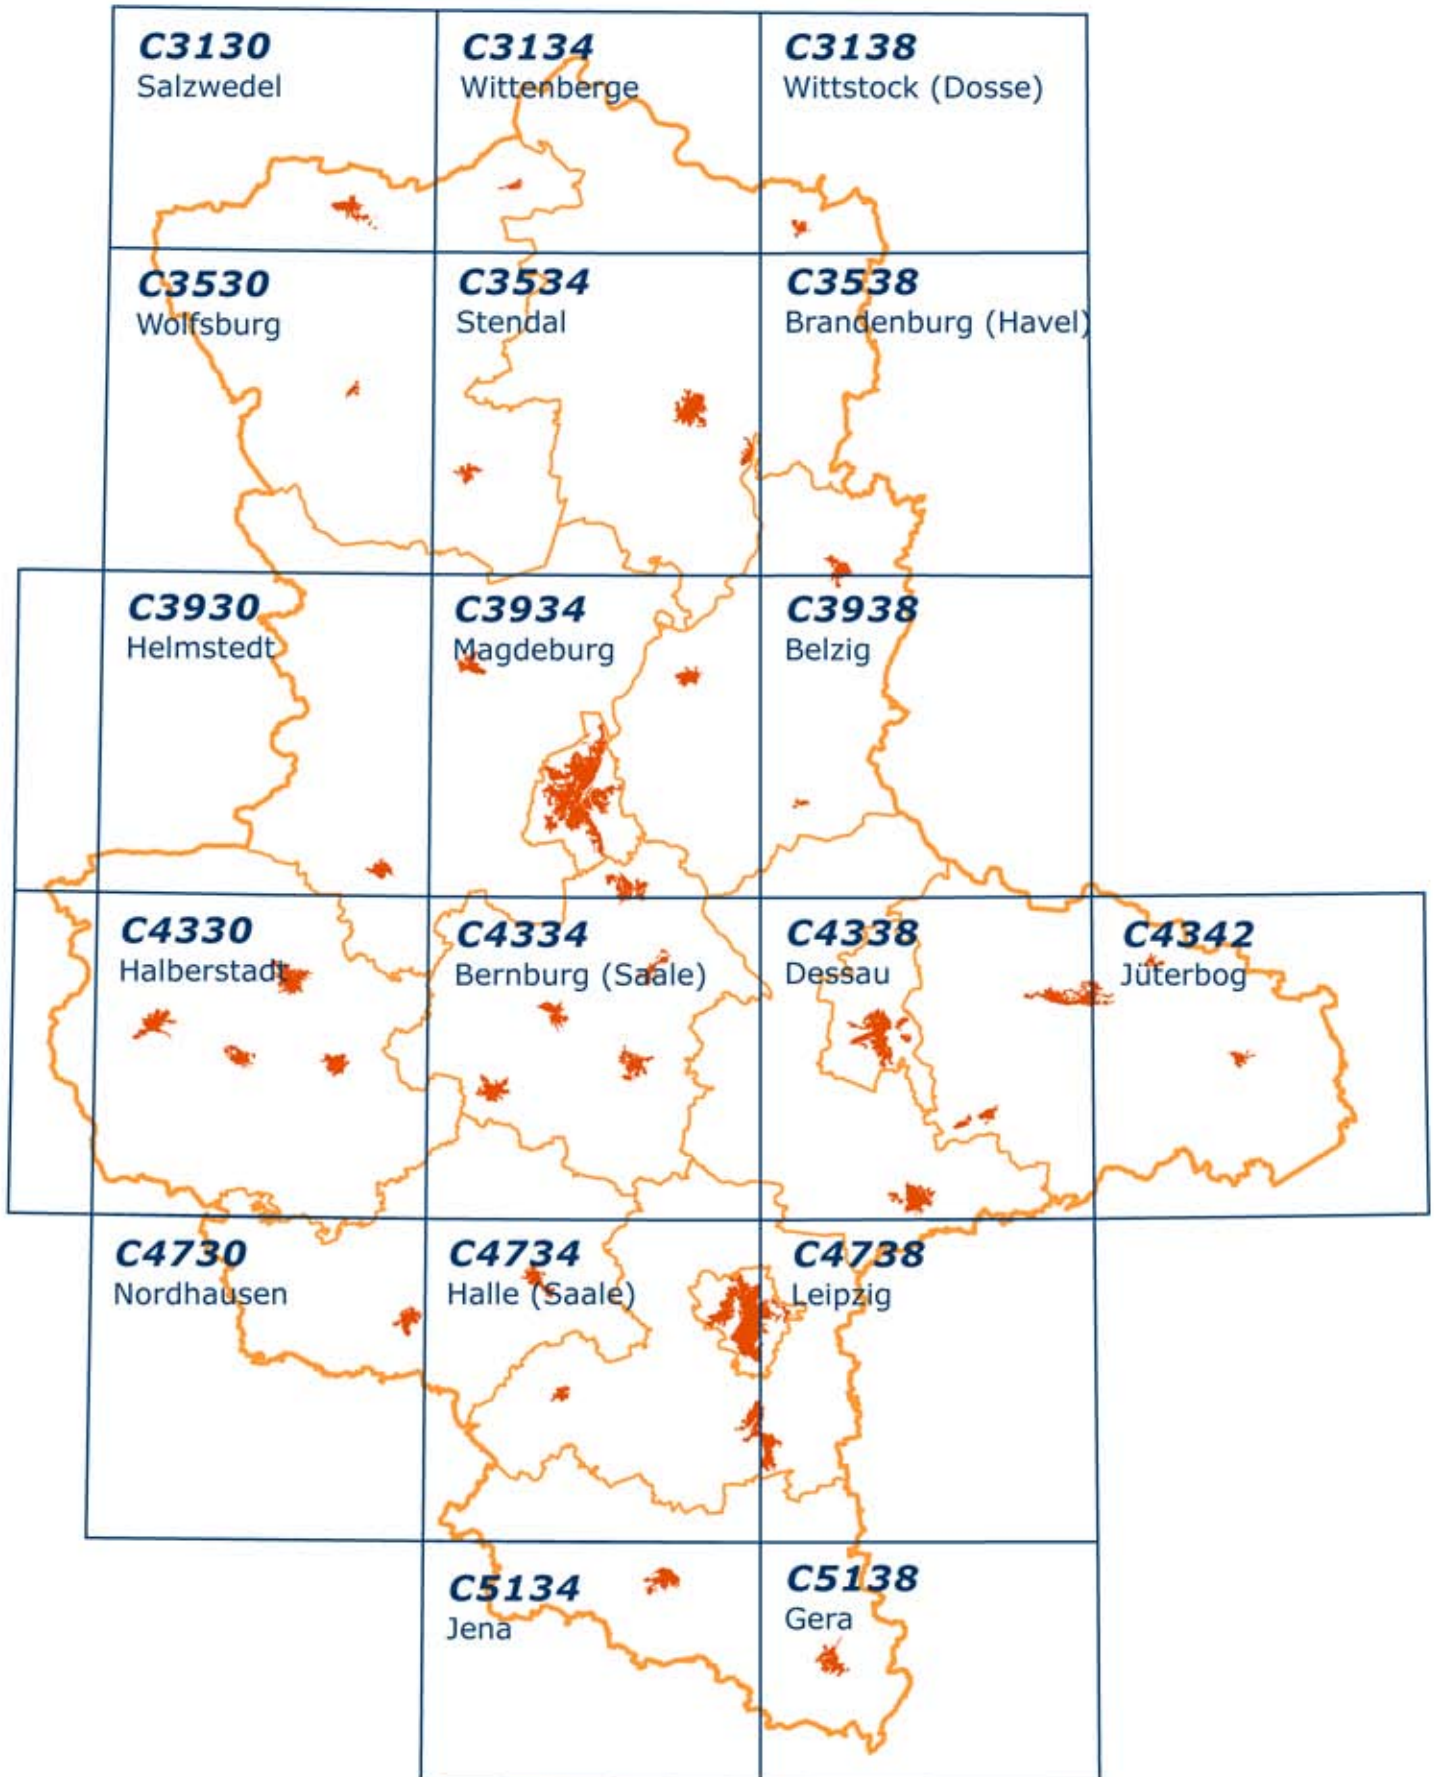 C3130
Salzwedel
C3134
Wittenberge
C3138
Wittstock (Dosse)
C3530
Wolfsburg
C3534
Stendal
C3538
Brandenburg (Havel)
C3930
Helmstedt
C3934
Magdeburg
C3938
Belzig
C4330
Halberstadt
C4334
Bernburg (Saale)
C4338
Dessau
C4342
Jüterbog
C4730
Nordhausen
C4734
Halle (Saale)
C4738
Leipzig
C5134
Jena
C5138
Gera